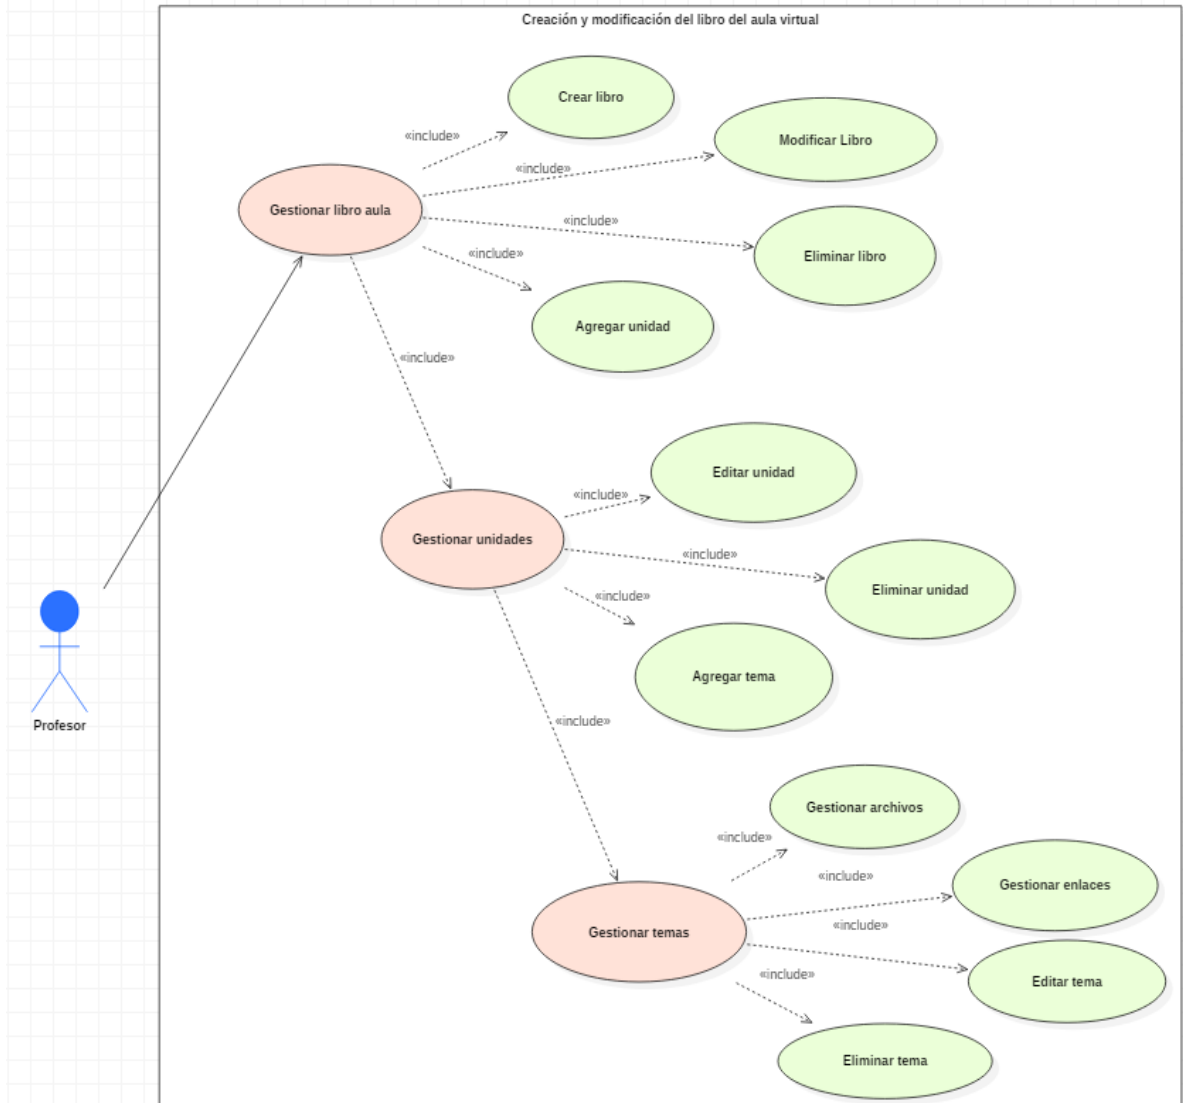 Creación y modificación del libro del aula virtual
Crear libro
«include»
Modificar Libro
«include»
Gestionar libro aula
«include»
Eliminar libro
«include»
Agregar unidad
«include»
Editar unidad
«include»
Gestionar unidades
«include»
Eliminar unidad
«include»
Agregar tema
«include»
Profesor
Gestionar archivos
«include»
«include»
Gestionar enlaces
«include»
Gestionar temas
«include»
Editar tema
Eliminar tema